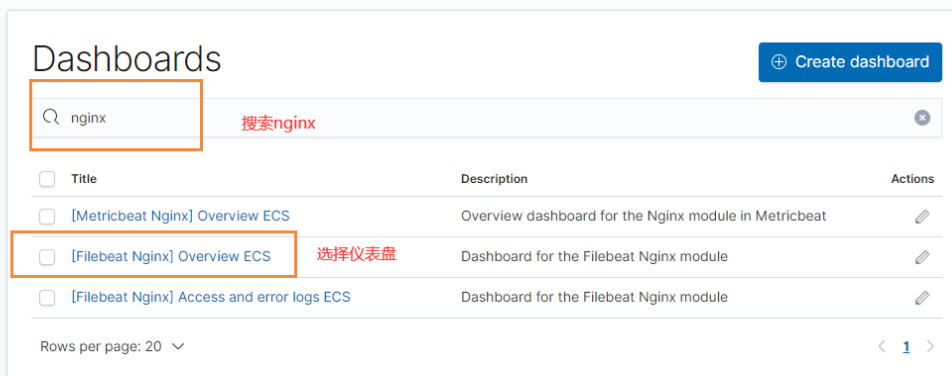 Dashboards
Create dashboard
nginx
搜索nginx
Title Description Actions
[Metricbeat Nginx] Overview ECS Overview dashboard for the Nginx module in Metricbeat
[Filebeat Nginx] Overview ECS 选择仪表盘 Dashboard for the Filebeat Nginx module
[Filebeat Nginx] Access and error logs ECS Dashboard for the Filebeat Nginx module
Rows per page: 20 1